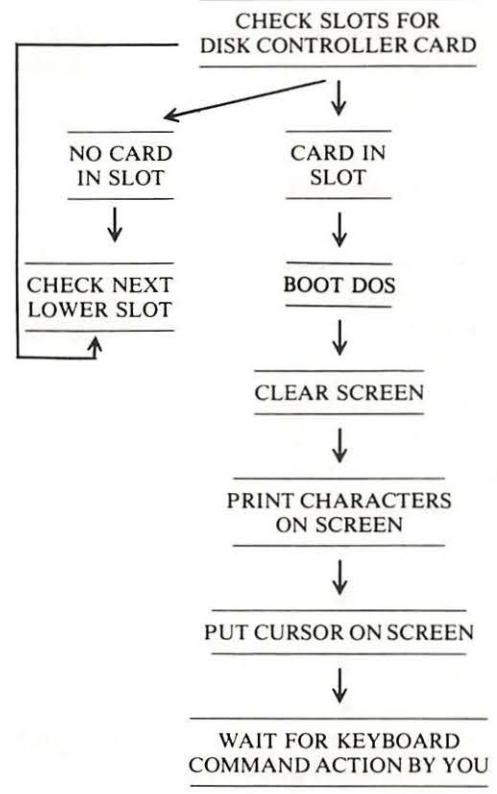 CHECK SLOTS FOR
DISK CONTROLLER CARD
NO CARD
IN SLOT
CARD IN
SLOT
CHECK NEXT
LOWER SLOT
BOOT DOS
CLEAR SCREEN
PRINT CHARACTERS
ON SCREEN
PUT CURSOR ON SCREEN
WAIT FOR KEYBOARD
COMMAND ACTION BY YOU